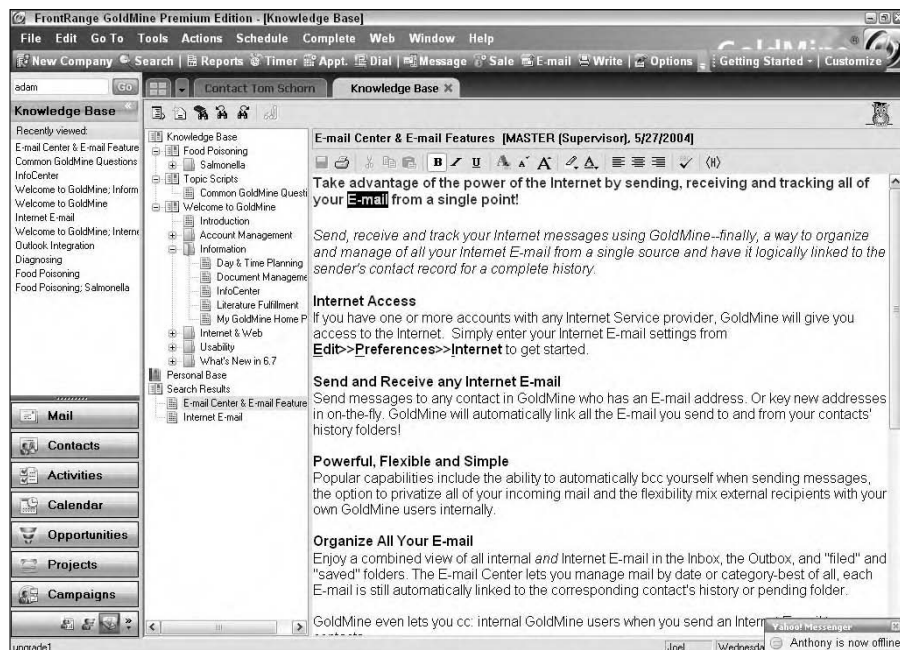 FrontRange GoldMine Premium Edition - [Knowledge Base]
File Edit Go To Tools Actions Schedule Complete Web Window Help
New Company Search Reports Timer Appt. Dial Message Sale E-mail Write Options Getting Started Customize
GoldMine
adam GO
Contact Tom Schorn Knowledge Base
Knowledge Base
Recently viewed:
E-mail Center & E-mail Feature
Common GoldMine Questions
InfoCenter
Welcome to GoldMine; Inform
Welcome to GoldMine
Internet E-mail
Welcome to GoldMine; Interne
Outlook Integration
Diagnosing
Food Poisoning
Food Poisoning; Salmonella
Mail
Contacts
Activities
Calendar
Opportunities
Projects
Campaigns
Knowledge Base
Food Poisoning
Salmonella
Topic Scripts
Common GoldMine Questi
Welcome to GoldMine
Introduction
Account Management
Information
Day & Time Planning
Document Manageme
InfoCenter
Literature Fulfillment
My GoldMine Home P
Internet & Web
Usability
What's New in 6.7
Personal Base
Search Results
E-mail Center & E-mail Feature
Internet E-mail
E-mail Center & E-mail Features [MASTER (Supervisor), 5/27/2004]
B I U A A A A
Take advantage of the power of the Internet by sending, receiving and tracking all of
your E-mail from a single point!
Send, receive and track your Internet messages using GoldMine--finally, a way to organize
and manage of all your Internet E-mail from a single source and have it logically linked to the
sender's contact record for a complete history.
Internet Access
If you have one or more accounts with any Internet Service provider, GoldMine will give you
access to the Internet. Simply enter your Internet E-mail settings from
Edit>>Preferences>>Internet to get started.
Send and Receive any Internet E-mail
Send messages to any contact in GoldMine who has an E-mail address. Or key new addresses
in on-the-fly. GoldMine will automatically link all the E-mail you send to and from your contacts'
history folders!
Powerful, Flexible and Simple
Popular capabilities include the ability to automatically bcc yourself when sending messages,
the option to privatize all of your incoming mail and the flexibility mix external recipients with your
own GoldMine users internally.
Organize All Your E-mail
Enjoy a combined view of all internal and Internet E-mail in the Inbox, the Outbox, and "filed" and
"saved" folders. The E-mail Center lets you manage mail by date or category-best of all, each
E-mail is still automatically linked to the corresponding contact's history or pending folder.
GoldMine even lets you cc: internal GoldMine users when you send an Intern
upgrade1 Joel Wednesda
Yahoo! Messenger
Anthony is now offline